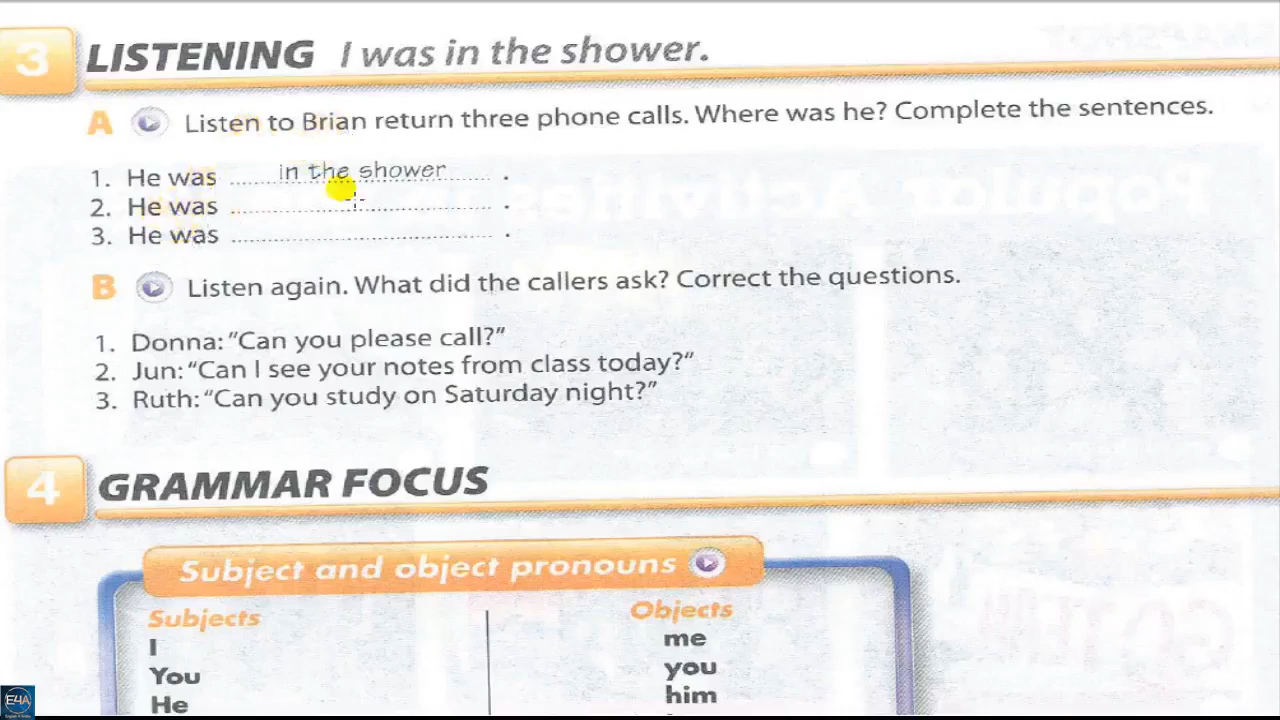 3 LISTENING I was in the shower.
A Listen to Brian return three phone calls. Where was he? Complete the sentences.
1. He was in the shower .
2. He was .
3. He was .
B Listen again. What did the callers ask? Correct the questions.
1. Donna: “Can you please call?”
2. Jun: “Can I see your notes from class today?”
3. Ruth: “Can you study on Saturday night?”
4 GRAMMAR FOCUS
Subject and object pronouns
Subjects Objects
I me
You you
He him
E4A